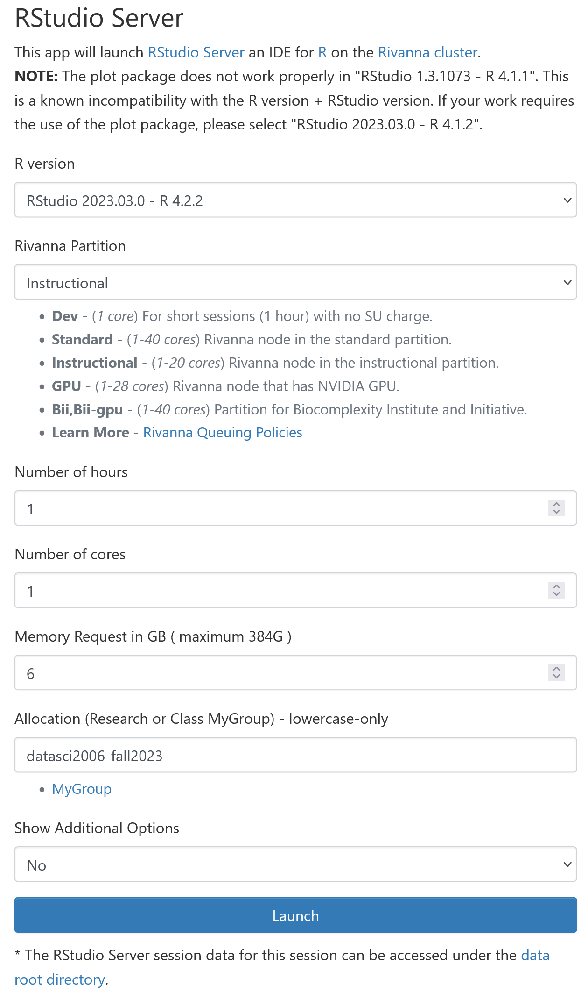 RStudio Server
This app will launch RStudio Server an IDE for R on the Rivanna cluster.
NOTE: The plot package does not work properly in "RStudio 1.3.1073 - R 4.1.1". This
is a known incompatibility with the R version + RStudio version. If your work requires
the use of the plot package, please select "RStudio 2023.03.0 - R 4.1.2".
R version
RStudio 2023.03.0 - R 4.2.2
Rivanna Partition
Instructional
• Dev - (1 core) For short sessions (1 hour) with no SU charge.
• Standard - (1-40 cores) Rivanna node in the standard partition.
• Instructional - (1-20 cores) Rivanna node in the instructional partition.
• GPU - (1-28 cores) Rivanna node that has NVIDIA GPU.
• Bii,Bii-gpu - (1-40 cores) Partition for Biocomplexity Institute and Initiative.
• Learn More - Rivanna Queuing Policies
Number of hours
1
Number of cores
1
Memory Request in GB ( maximum 384G )
6
Allocation (Research or Class MyGroup) - lowercase-only
datasci2006-fall2023
• MyGroup
Show Additional Options
No
Launch
* The RStudio Server session data for this session can be accessed under the data
root directory.